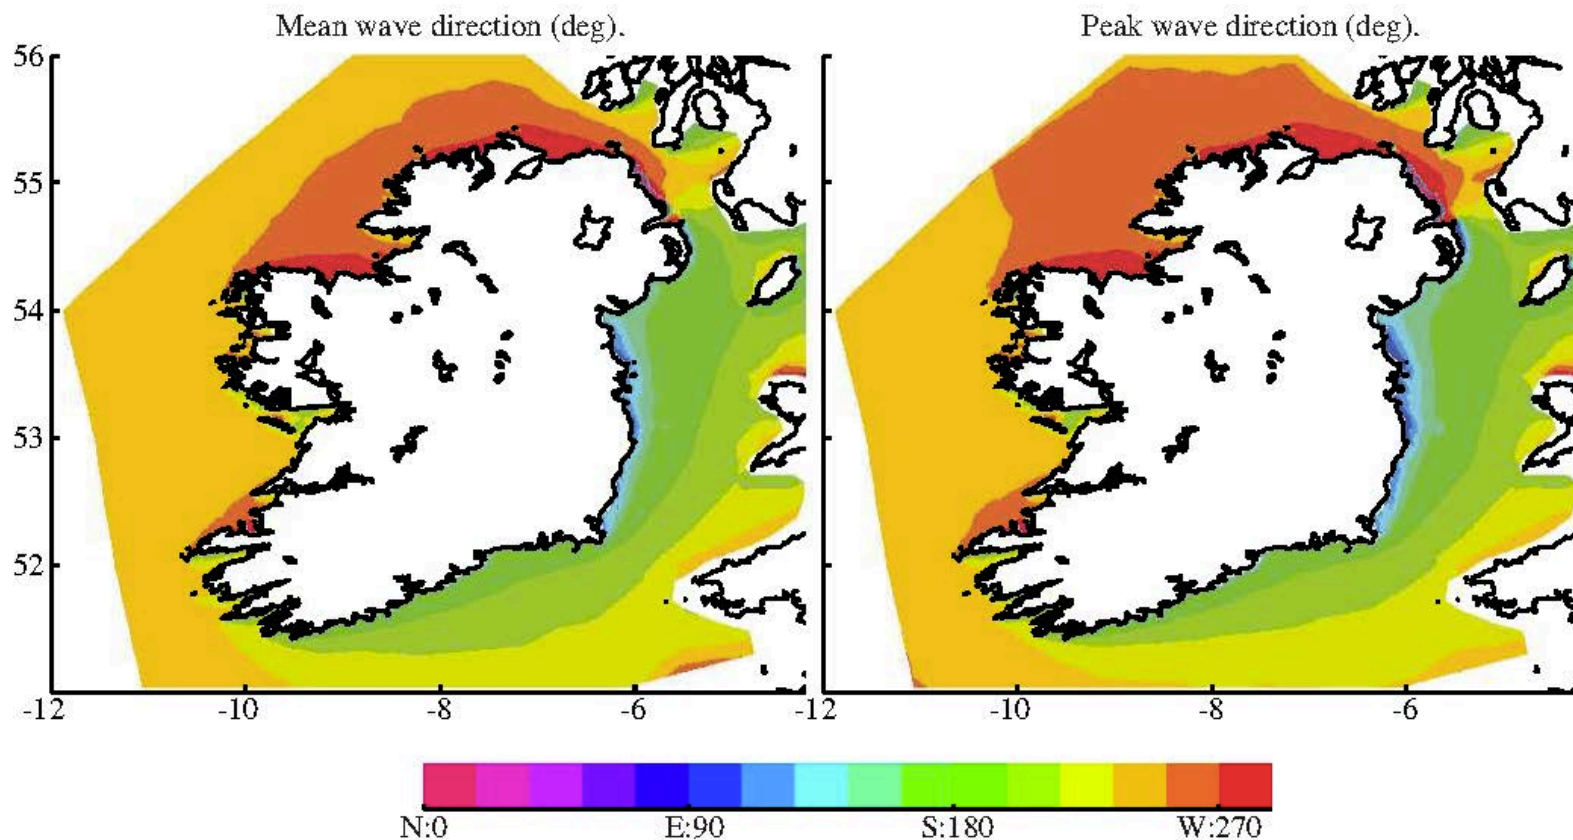 Mean wave direction (deg). Peak wave direction (deg).
56
55
54
53
52
-12 -10 -8 -6 -12 -10 -8 -6
N:0 E:90 S:180 W:270